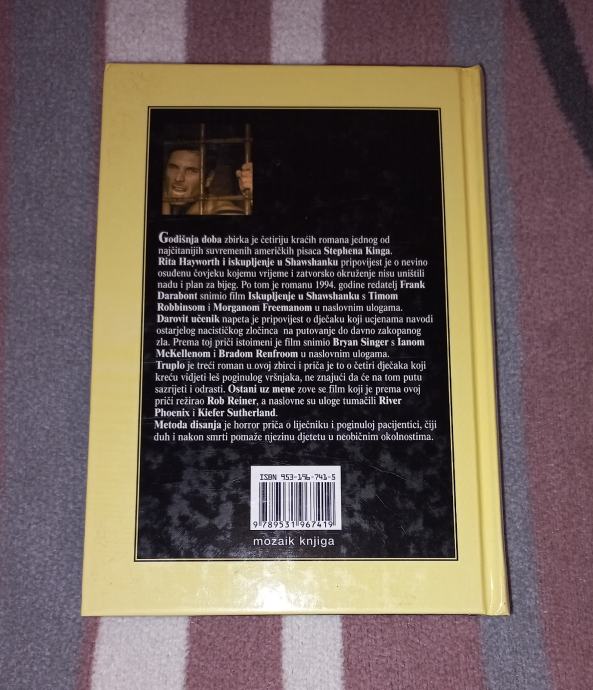 Godišnja doba zbirka je četiriju kraćih romana jednog od
najčitanijih suvremenih američkih pisaca Stephena Kinga.
Rita Hayworth i iskupljenje u Shawshanku pripovijest je o nevino
osuđenu čovjeku kojemu vrijeme i zatvorsko okruženje nisu uništili
nadu i plan za bijeg. Po tom je romanu 1994. godine redatelj Frank
Darabont snimio film Iskupljenje u Shawshanku s Timom
Robbinsom i Morganom Freemanom u naslovnim ulogama.
Darovit učenik napeta je pripovijest o dječaku koji ucjenama navodi
ostarjelog nacističkog zločinca na putovanje do davno zakopanog
zla. Prema toj priči istoimeni je film snimio Bryan Singer s Ianom
McKellenom i Bradom Renfroom u naslovnim ulogama.
Truplo je treći roman u ovoj zbirci i priča je to o četiri dječaka koji
kreću vidjeti leš poginulog vršnjaka, ne znajući da će na tom putu
sazrijeti i odrasti. Ostani uz mene zove se film koji je prema ovoj
priči režirao Rob Reiner, a naslovne su uloge tumačili River
Phoenix i Kiefer Sutherland.
Metoda disanja je horror priča o liječniku i poginuloj pacijentici, čiji
duh i nakon smrti pomaže njezinu djetetu u neobičnim okolnostima.
ISBN 953-196-741-5
9 789531 967419
mozaik knjiga